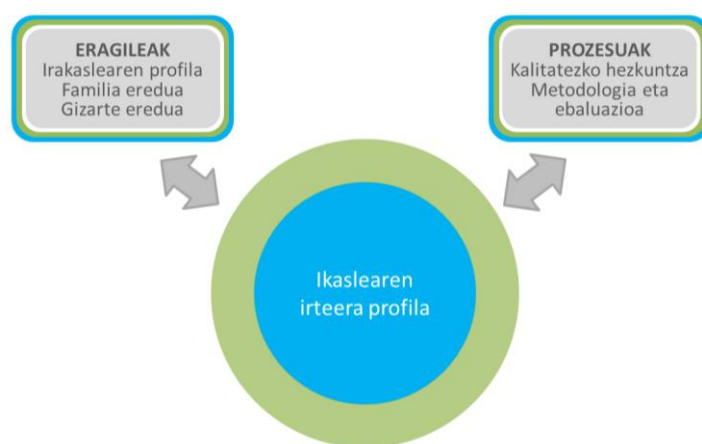 ERAGILEAK
Irakaslearen profila
Familia eredua
Gizarte eredua
PROZESUAK
Kalitatezko hezkuntza
Metodologia eta
ebaluazioa
Ikaslearen
irteera profila